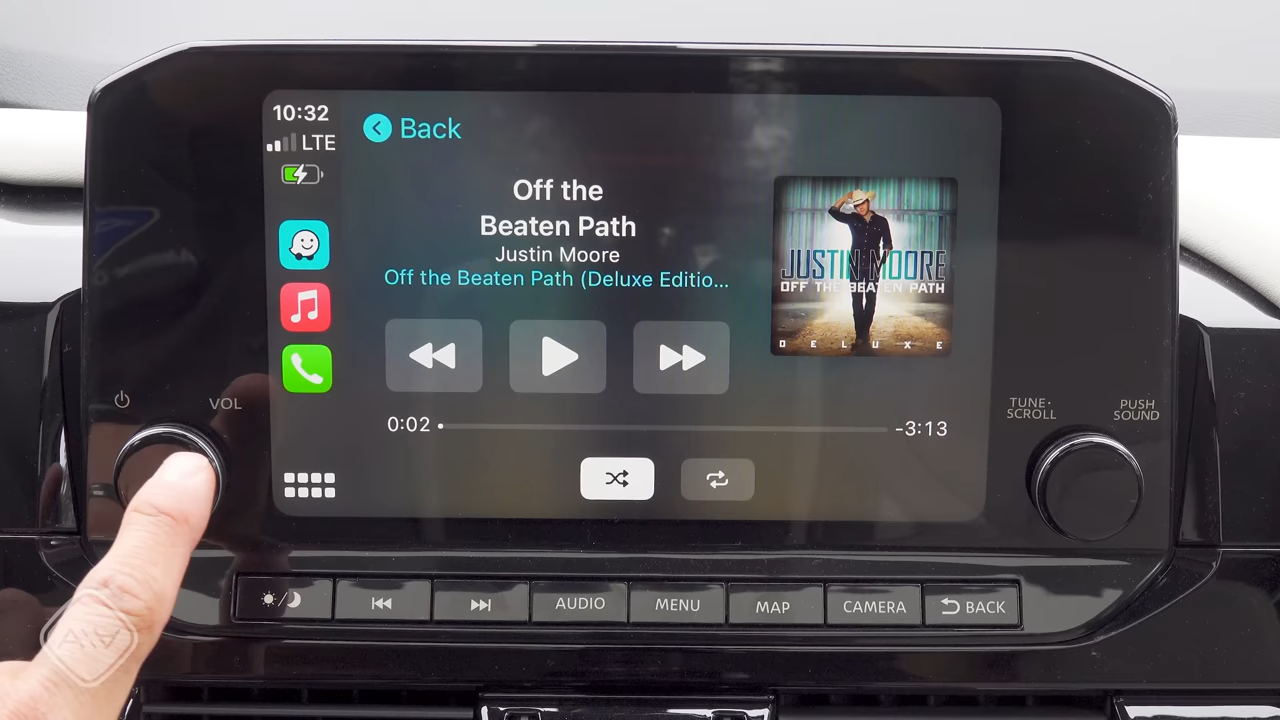 10:32
LTE
Back
Off the
Beaten Path
Justin Moore
Off the Beaten Path (Deluxe Editio...
JUSTIN MOORE
OFF THE BEATEN PATH
DELUXE
0:02
-3:13
VOL
TUNE·
SCROLL
PUSH
SOUND
AUDIO
MENU
MAP
CAMERA
BACK